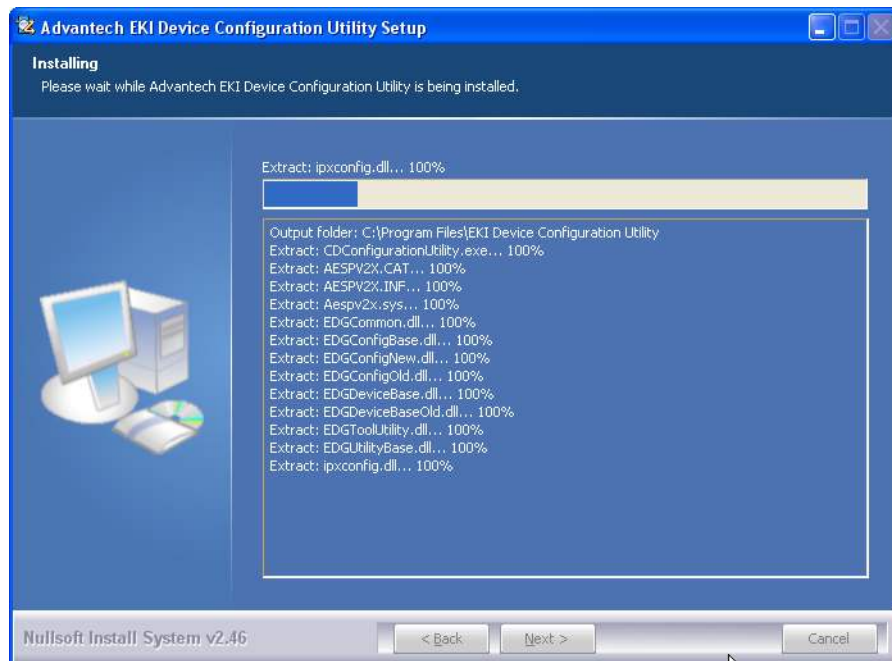 Advantech EKI Device Configuration Utility Setup
Installing
Please wait while Advantech EKI Device Configuration Utility is being installed.
Extract: ipxconfig.dll... 100%
Output folder: C:\Program Files\EKI Device Configuration Utility
Extract: CDConfigurationUtility.exe... 100%
Extract: AESPV2X.CAT... 100%
Extract: AESPV2X.INF... 100%
Extract: Aespv2x.sys... 100%
Extract: EDGCommon.dll... 100%
Extract: EDGConfigBase.dll... 100%
Extract: EDGConfigNew.dll... 100%
Extract: EDGConfigOld.dll... 100%
Extract: EDGDeviceBase.dll... 100%
Extract: EDGDeviceBaseOld.dll... 100%
Extract: EDGToolUtility.dll... 100%
Extract: EDGUtilityBase.dll... 100%
Extract: ipxconfig.dll... 100%
Nullsoft Install System v2.46
< Back
Next >
Cancel